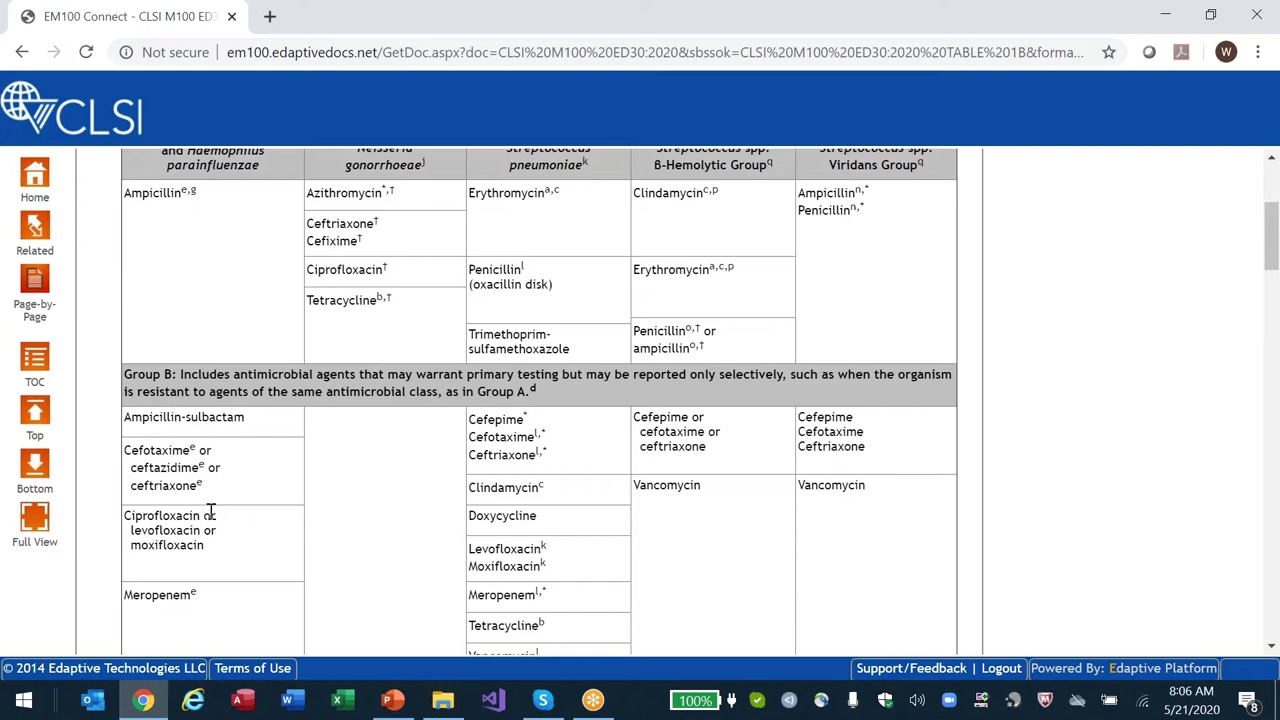 EM100 Connect - CLSI M100 ED3
Not secure
em100.edaptivedocs.net/GetDoc.aspx?doc=CLSI%20M100%20ED30:2020&sbssok=CLSI%20M100%20ED30:2020%20TABLE%201B&forma...
W
CLSI
Home
Related
Page-by-
Page
TOC
Top
Bottom
Full View
and Haemophilus
parainfluenzae
Neisseria
gonorrhoeae^j
Streptococcus
pneumoniae^k
Streptococcus spp.
ß-Hemolytic Group^q
Streptococcus spp.
Viridans Group^q
Ampicillin^e,g
Azithromycin^*,†
Ceftriaxone^†
Cefixime^†
Ciprofloxacin^†
Tetracycline^b,†
Erythromycin^a,c
Penicillin^l
(oxacillin disk)
Trimethoprim-
sulfamethoxazole
Clindamycin^c,p
Erythromycin^a,c,p
Penicillin^o,† or
ampicillin^o,†
Ampicillin^n,*
Penicillin^n,*
Group B: Includes antimicrobial agents that may warrant primary testing but may be reported only selectively, such as when the organism
is resistant to agents of the same antimicrobial class, as in Group A.^d
Ampicillin-sulbactam
Cefotaxime^e or
ceftazidime^e or
ceftriaxone^e
Ciprofloxacin or
levofloxacin or
moxifloxacin
Meropenem^e
Cefepime^*
Cefotaxime^l,*
Ceftriaxone^l,*
Clindamycin^c
Doxycycline
Levofloxacin^k
Moxifloxacin^k
Meropenem^l,*
Tetracycline^b
Vancomycin^l
Cefepime or
cefotaxime or
ceftriaxone
Vancomycin
Cefepime
Cefotaxime
Ceftriaxone
Vancomycin
© 2014 Edaptive Technologies LLC
Terms of Use
Support/Feedback
Logout
Powered By: Edaptive Platform
100%
8:06 AM
5/21/2020
8